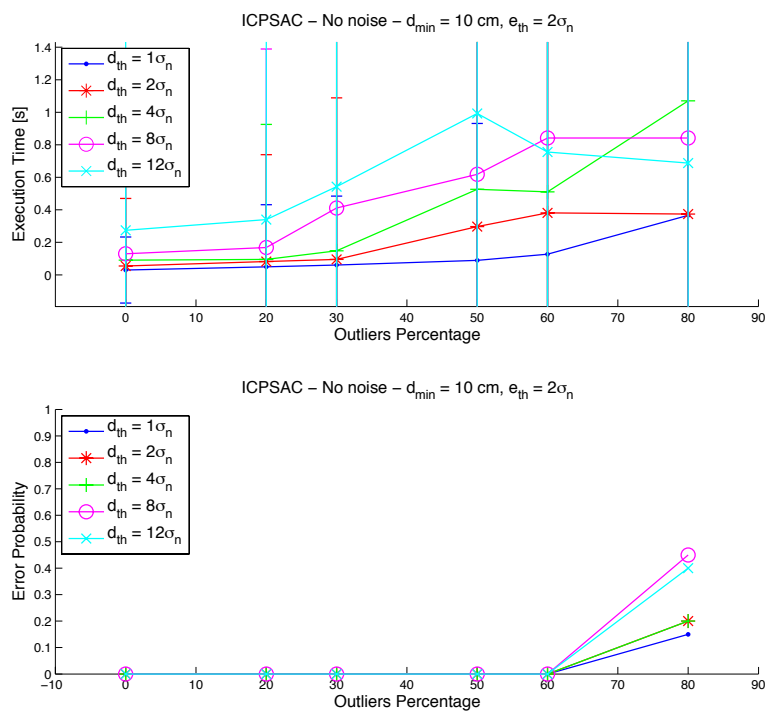 ICPSAC – No noise – d_min = 10 cm, e_th = 2σ_n
d_th = 1σ_n
d_th = 2σ_n
d_th = 4σ_n
d_th = 8σ_n
d_th = 12σ_n
Execution Time [s]
1.4
1.2
1
0.8
0.6
0.4
0.2
0
0 10 20 30 40 50 60 70 80 90
Outliers Percentage
ICPSAC – No noise – d_min = 10 cm, e_th = 2σ_n
d_th = 1σ_n
d_th = 2σ_n
d_th = 4σ_n
d_th = 8σ_n
d_th = 12σ_n
Error Probability
1
0.9
0.8
0.7
0.6
0.5
0.4
0.3
0.2
0.1
0
−10 0 10 20 30 40 50 60 70 80 90
Outliers Percentage